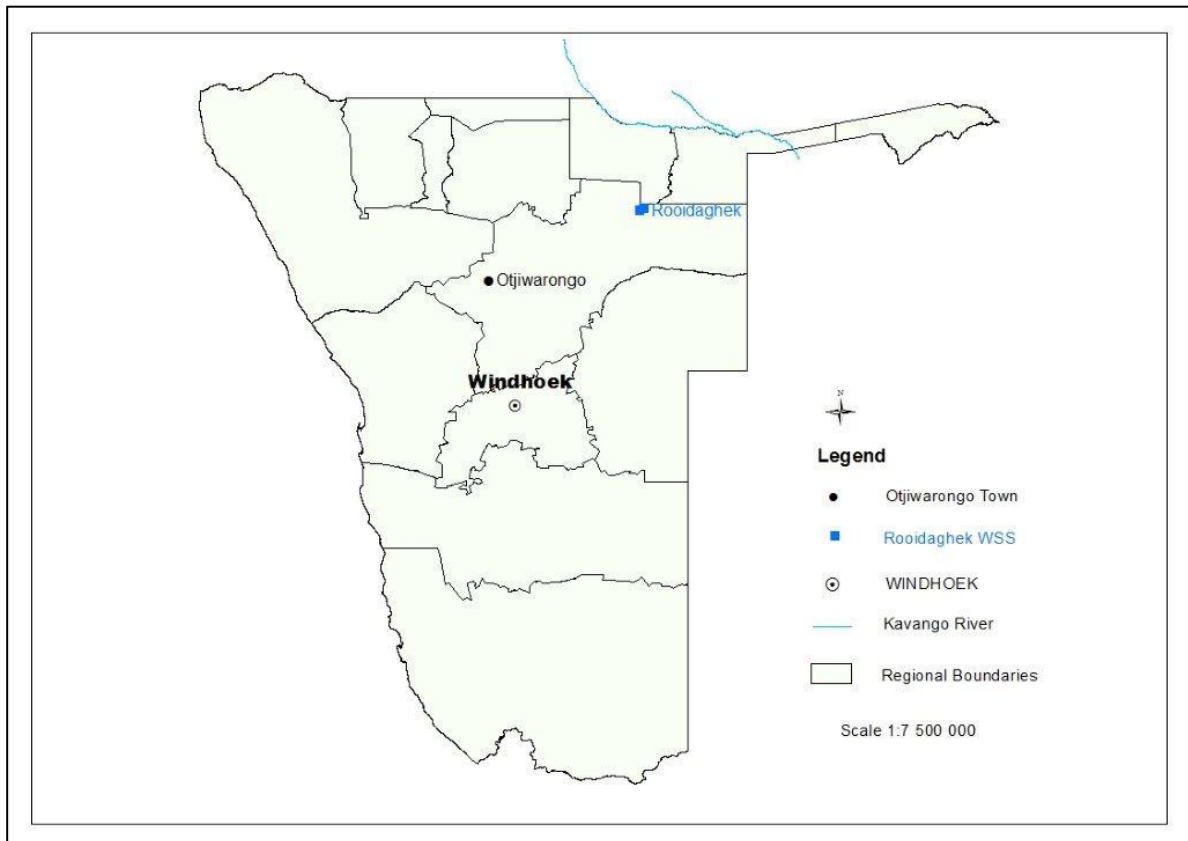 Rooidaghek
Otjiwarongo
Windhoek
N
Legend
Otjiwarongo Town
Rooidaghek WSS
WINDHOEK
Kavango River
Regional Boundaries
Scale 1:7 500 000